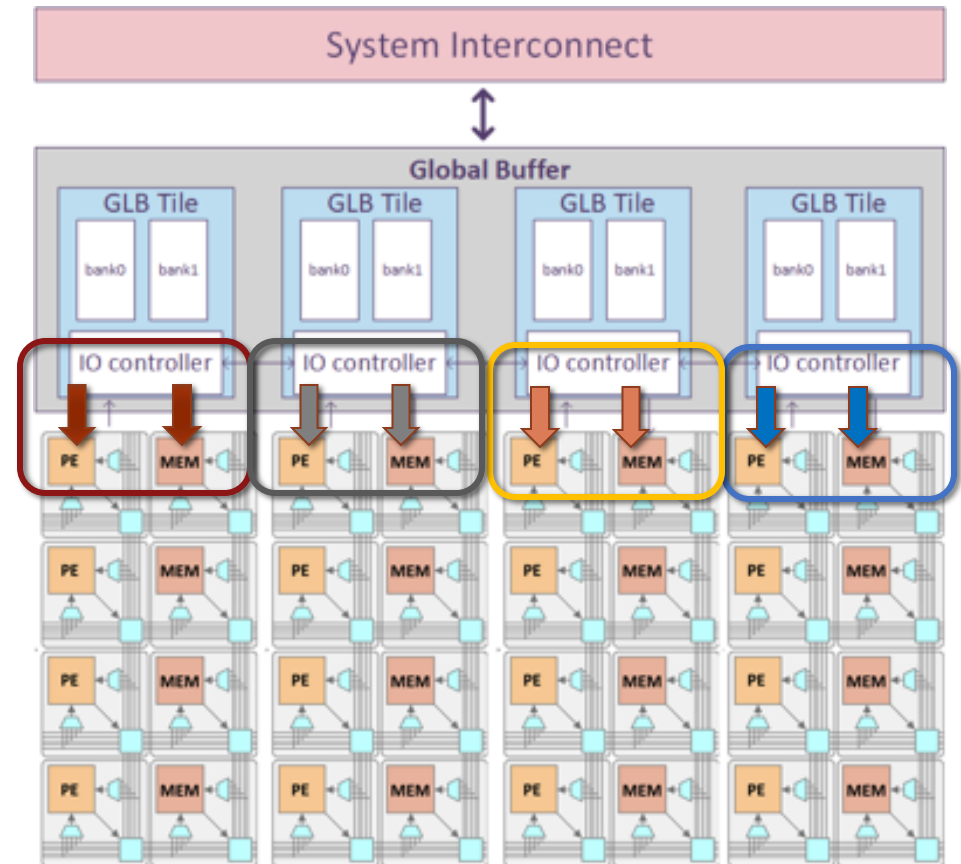 System Interconnect
Global Buffer
GLB Tile GLB Tile GLB Tile GLB Tile
bank0 bank1 bank0 bank1 bank0 bank1 bank0 bank1
IO controller IO controller IO controller IO controller
PE MEM PE MEM PE MEM PE MEM
PE MEM PE MEM PE MEM PE MEM
PE MEM PE MEM PE MEM PE MEM
PE MEM PE MEM PE MEM PE MEM